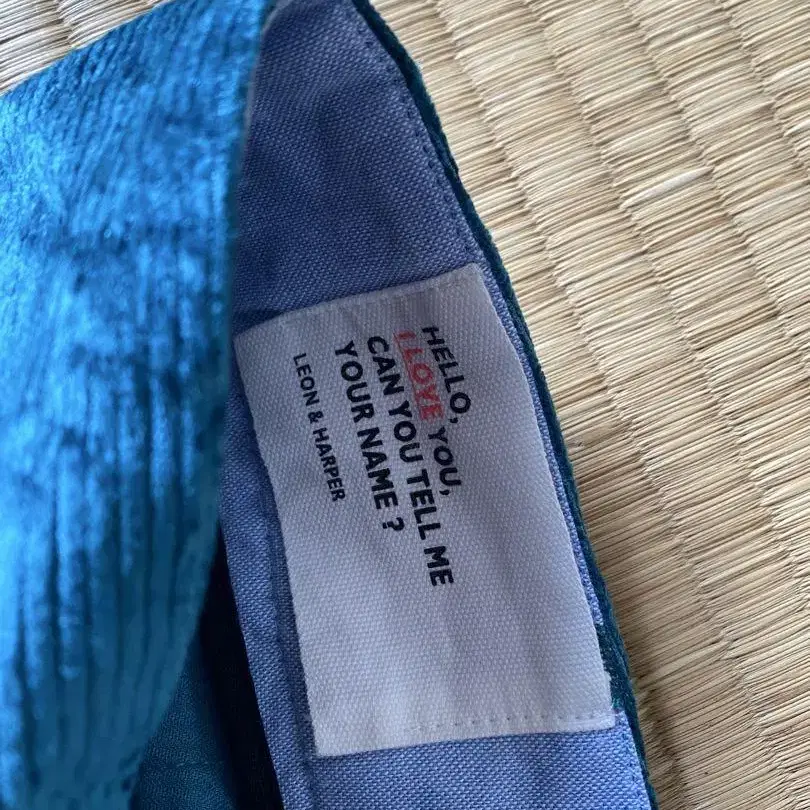 HELLO,
I LOVE YOU,
CAN YOU TELL ME
YOUR NAME ?
LEON & HARPER